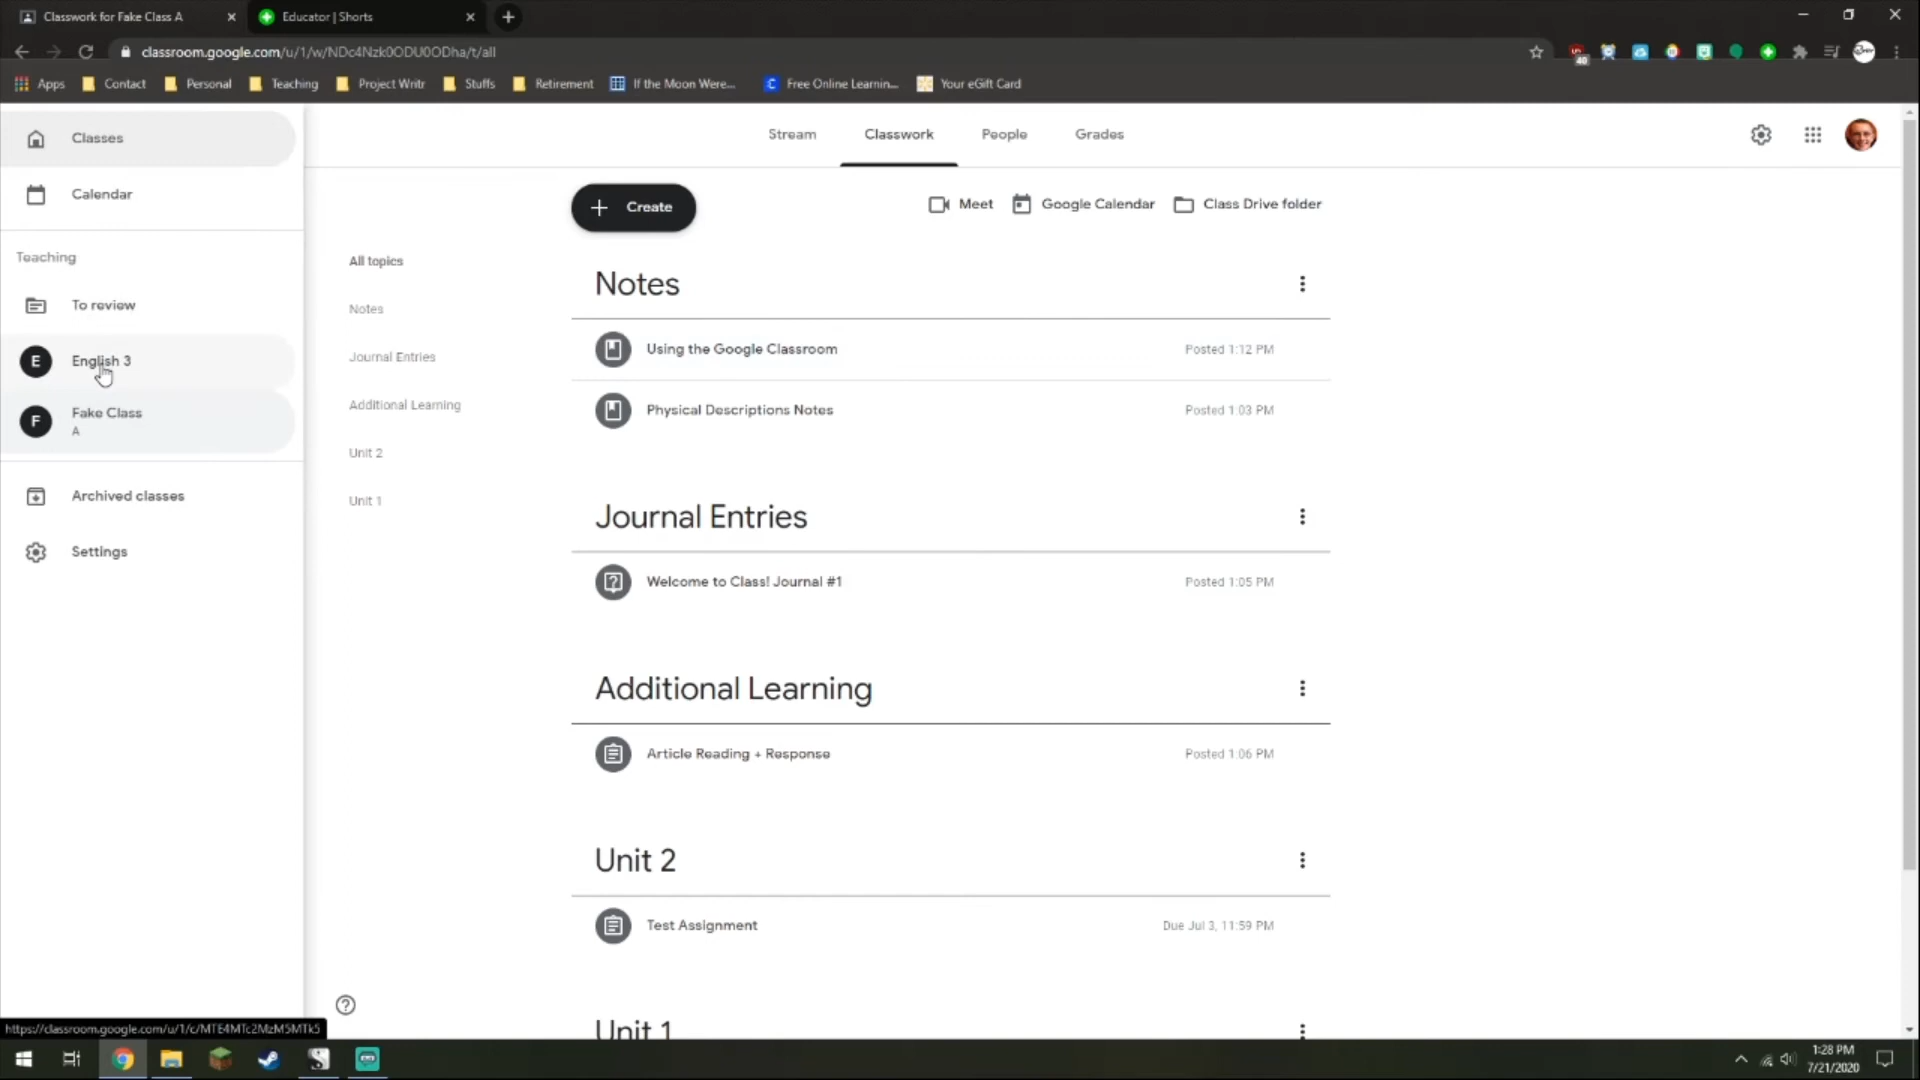 Classwork for Fake Class A
Educator | Shorts
classroom.google.com/u/1/w/NDc4Nzk0ODU0ODha/t/all
40
Apps
Contact
Personal
Teaching
Project Writr
Stuffs
Retirement
If the Moon Were...
Free Online Learnin...
Your eGift Card
Classes
Calendar
Teaching
To review
E
English 3
F
Fake Class
A
Archived classes
Settings
Stream
Classwork
People
Grades
Create
Meet
Google Calendar
Class Drive folder
All topics
Notes
Journal Entries
Additional Learning
Unit 2
Unit 1
Notes
Using the Google Classroom
Posted 1:12 PM
Physical Descriptions Notes
Posted 1:03 PM
Journal Entries
Welcome to Class! Journal #1
Posted 1:05 PM
Additional Learning
Article Reading + Response
Posted 1:06 PM
Unit 2
Test Assignment
Due Jul 3, 11:59 PM
Unit 1
https://classroom.google.com/u/1/c/MTE4MTc2MzM5MTk5
1:28 PM
7/21/2020